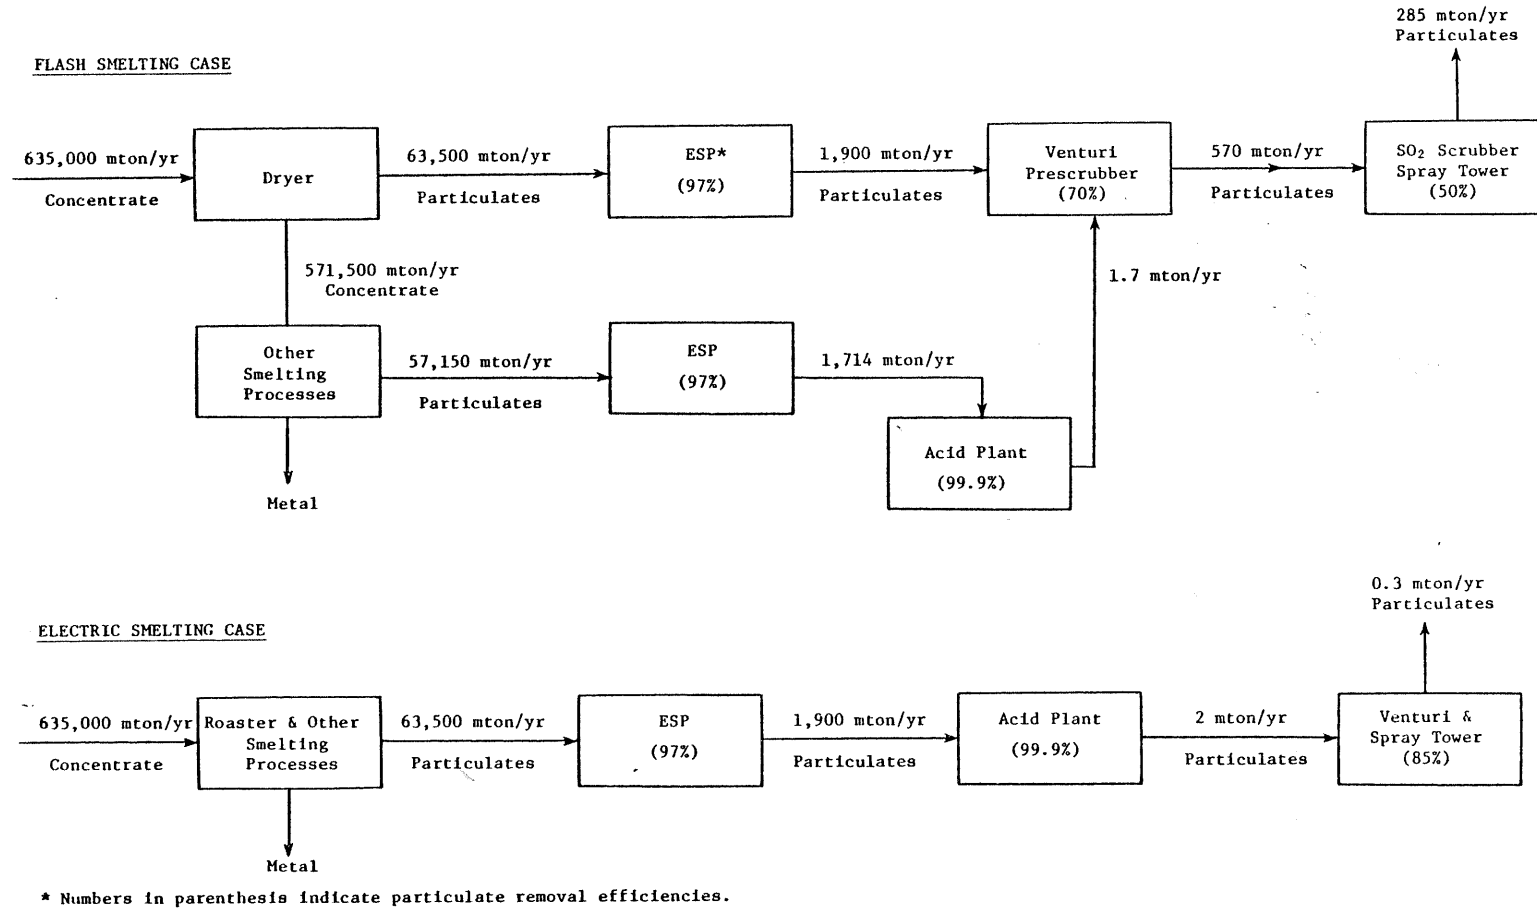 FLASH SMELTING CASE
285 mton/yr
Particulates
635,000 mton/yr
Concentrate
Dryer
63,500 mton/yr
Particulates
ESP*
(97%)
1,900 mton/yr
Particulates
Venturi
Prescrubber
(70%)
570 mton/yr
Particulates
SO₂ Scrubber
Spray Tower
(50%)
571,500 mton/yr
Concentrate
1.7 mton/yr
Other
Smelting
Processes
57,150 mton/yr
Particulates
ESP
(97%)
1,714 mton/yr
Acid Plant
(99.9%)
Metal
ELECTRIC SMELTING CASE
0.3 mton/yr
Particulates
635,000 mton/yr
Concentrate
Roaster & Other
Smelting
Processes
63,500 mton/yr
Particulates
ESP
(97%)
1,900 mton/yr
Particulates
Acid Plant
(99.9%)
2 mton/yr
Particulates
Venturi &
Spray Tower
(85%)
Metal
* Numbers in parenthesis indicate particulate removal efficiencies.